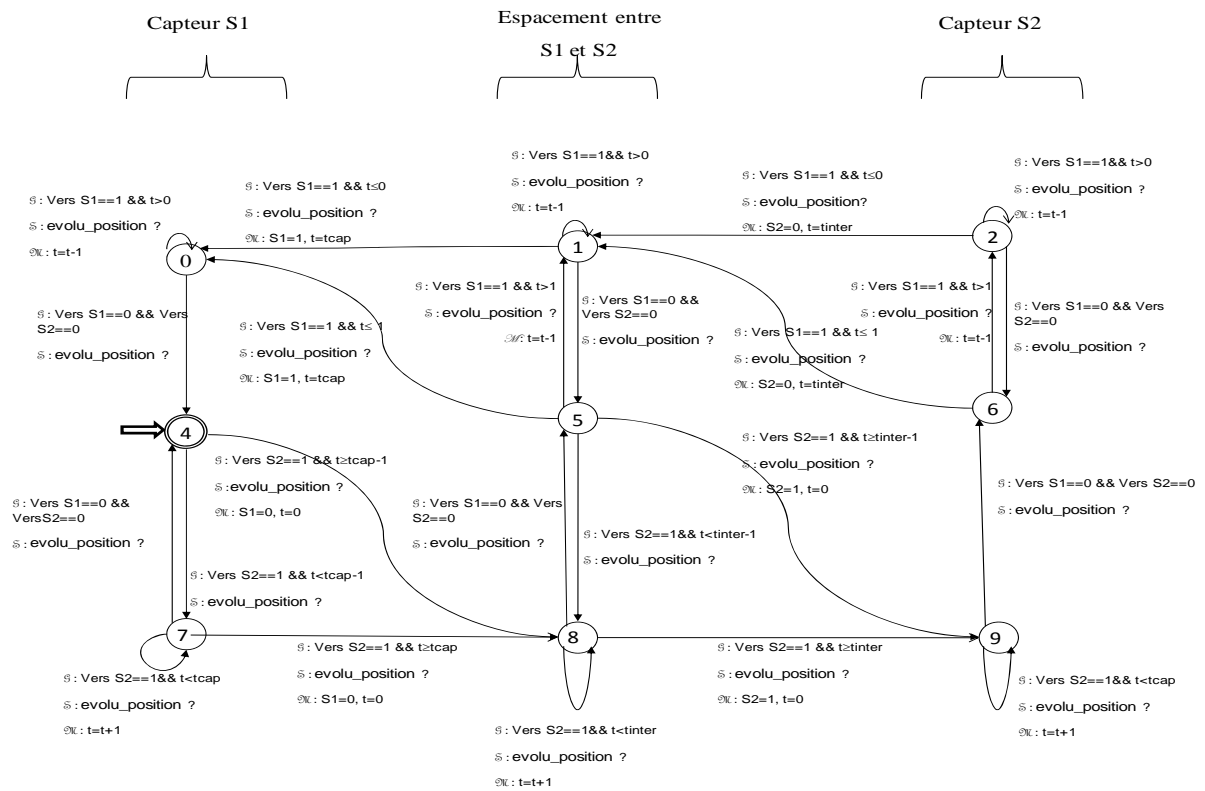 Capteur S1
Espacement entre
S1 et S2
Capteur S2
𝒢 : Vers S1==1 && t>0
𝒮 : evolu_position ?
ℳ : t=t-1
𝒢 : Vers S1==1 && t≤0
𝒮 : evolu_position ?
ℳ : S1=1, t=tcap
𝒢 : Vers S1==1&& t>0
𝒮 : evolu_position ?
ℳ : t=t-1
𝒢 : Vers S1==1 && t≤0
𝒮 : evolu_position?
ℳ : S2=0, t=tinter
𝒢 : Vers S1==1&& t>0
𝒮 : evolu_position ?
ℳ : t=t-1
0
1
2
𝒢 : Vers S1==0 && Vers
S2==0
𝒮 : evolu_position ?
𝒢 : Vers S1==1 && t≤ 1
𝒮 : evolu_position ?
ℳ : S1=1, t=tcap
𝒢 : Vers S1==1 && t>1
𝒮 : evolu_position ?
ℳ : t=t-1
𝒢 : Vers S1==0 &&
Vers S2==0
𝒮 : evolu_position ?
𝒢 : Vers S1==1 && t≤ 1
𝒮 : evolu_position ?
ℳ : S2=0, t=tinter
𝒢 : Vers S1==1 && t>1
𝒮 : evolu_position ?
ℳ : t=t-1
𝒢 : Vers S1==0 && Vers
S2==0
𝒮 : evolu_position ?
4
5
6
𝒢 : Vers S1==0 &&
VersS2==0
𝒮 : evolu_position ?
𝒢 : Vers S2==1 && t≥tcap-1
𝒮 : evolu_position ?
ℳ : S1=0, t=0
𝒢 : Vers S1==0 && Vers
S2==0
𝒮 : evolu_position ?
𝒢 : Vers S2==1 && t≥tinter-1
𝒮 : evolu_position ?
ℳ : S2=1, t=0
𝒢 : Vers S1==0 && Vers S2==0
𝒮 : evolu_position ?
𝒢 : Vers S2==1 && t<tcap-1
𝒮 : evolu_position ?
𝒢 : Vers S2==1&& t<tinter-1
𝒮 : evolu_position ?
7
8
9
𝒢 : Vers S2==1&& t<tcap
𝒮 : evolu_position ?
ℳ : t=t+1
𝒢 : Vers S2==1 && t≥tcap
𝒮 : evolu_position ?
ℳ : S1=0, t=0
𝒢 : Vers S2==1&& t<tinter
𝒮 : evolu_position ?
ℳ : t=t+1
𝒢 : Vers S2==1 && t≥tinter
𝒮 : evolu_position ?
ℳ : S2=1, t=0
𝒢 : Vers S2==1&& t<tcap
𝒮 : evolu_position ?
ℳ : t=t+1